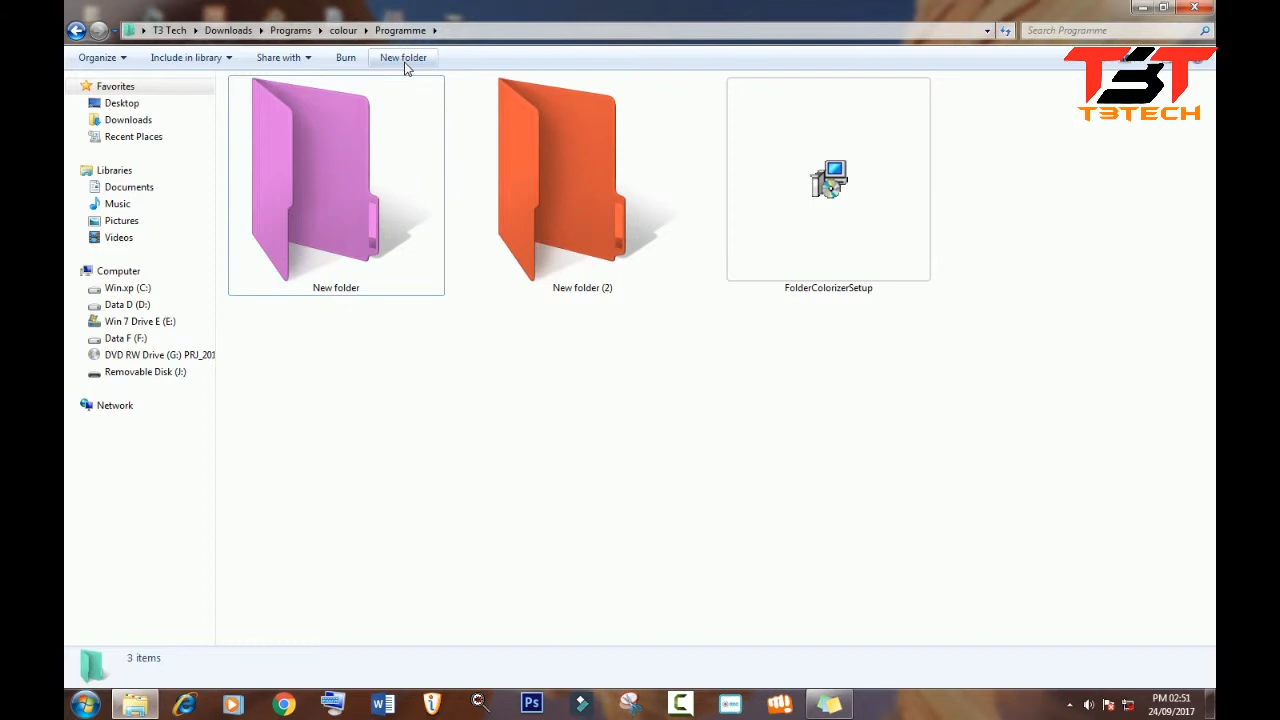 T3 Tech
Downloads
Programs
colour
Programme
Search Programme
Organize
Include in library
Share with
Burn
New folder
T3T
T3TECH
Favorites
Desktop
Downloads
Recent Places
Libraries
Documents
Music
Pictures
Videos
Computer
Win.xp (C:)
Data D (D:)
Win 7 Drive E (E:)
Data F (F:)
DVD RW Drive (G:) PRJ_201
Removable Disk (J:)
Network
New folder
New folder (2)
FolderColorizerSetup
3 items
Ps
PM 02:51
24/09/2017